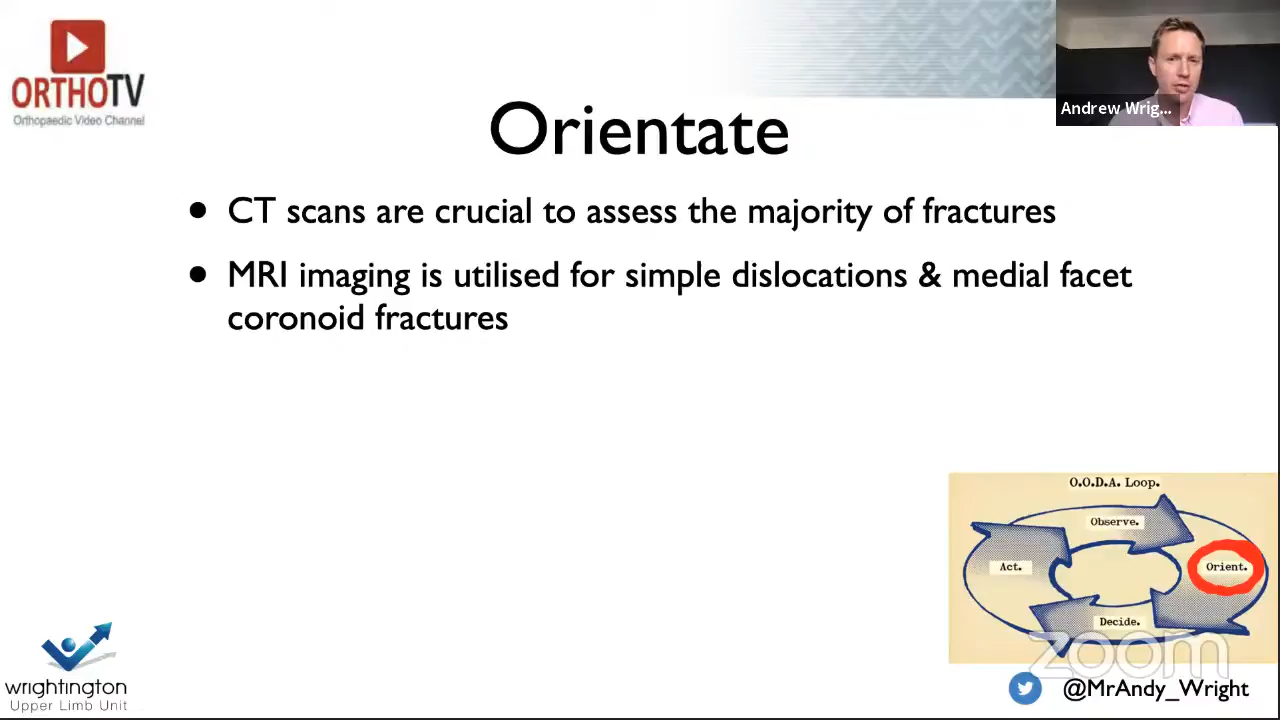 ORTHOTV
Orthopaedic Video Channel
Andrew Wrig...
Orientate
• CT scans are crucial to assess the majority of fractures
• MRI imaging is utilised for simple dislocations & medial facet
coronoid fractures
O.O.D.A. Loop.
Observe.
Orient.
Act.
Decide.
zoom
wrightington
Upper Limb Unit
@MrAndy_Wright